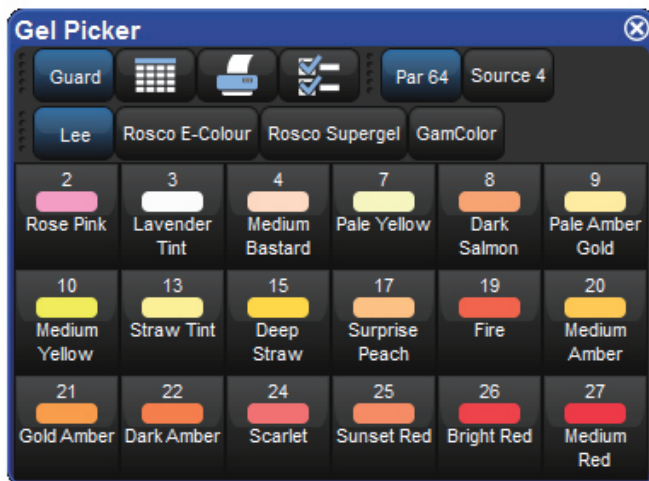 Gel Picker
Guard Par 64 Source 4
Lee Rosco E-Colour Rosco Supergel GamColor
2 3 4 7 8 9
Rose Pink Lavender Medium Pale Yellow Dark Pale Amber
Tint Bastard Salmon Gold
10 13 15 17 19 20
Medium Straw Tint Deep Surprise Fire Medium
Yellow Straw Peach Amber
21 22 24 25 26 27
Gold Amber Dark Amber Scarlet Sunset Red Bright Red Medium
Red